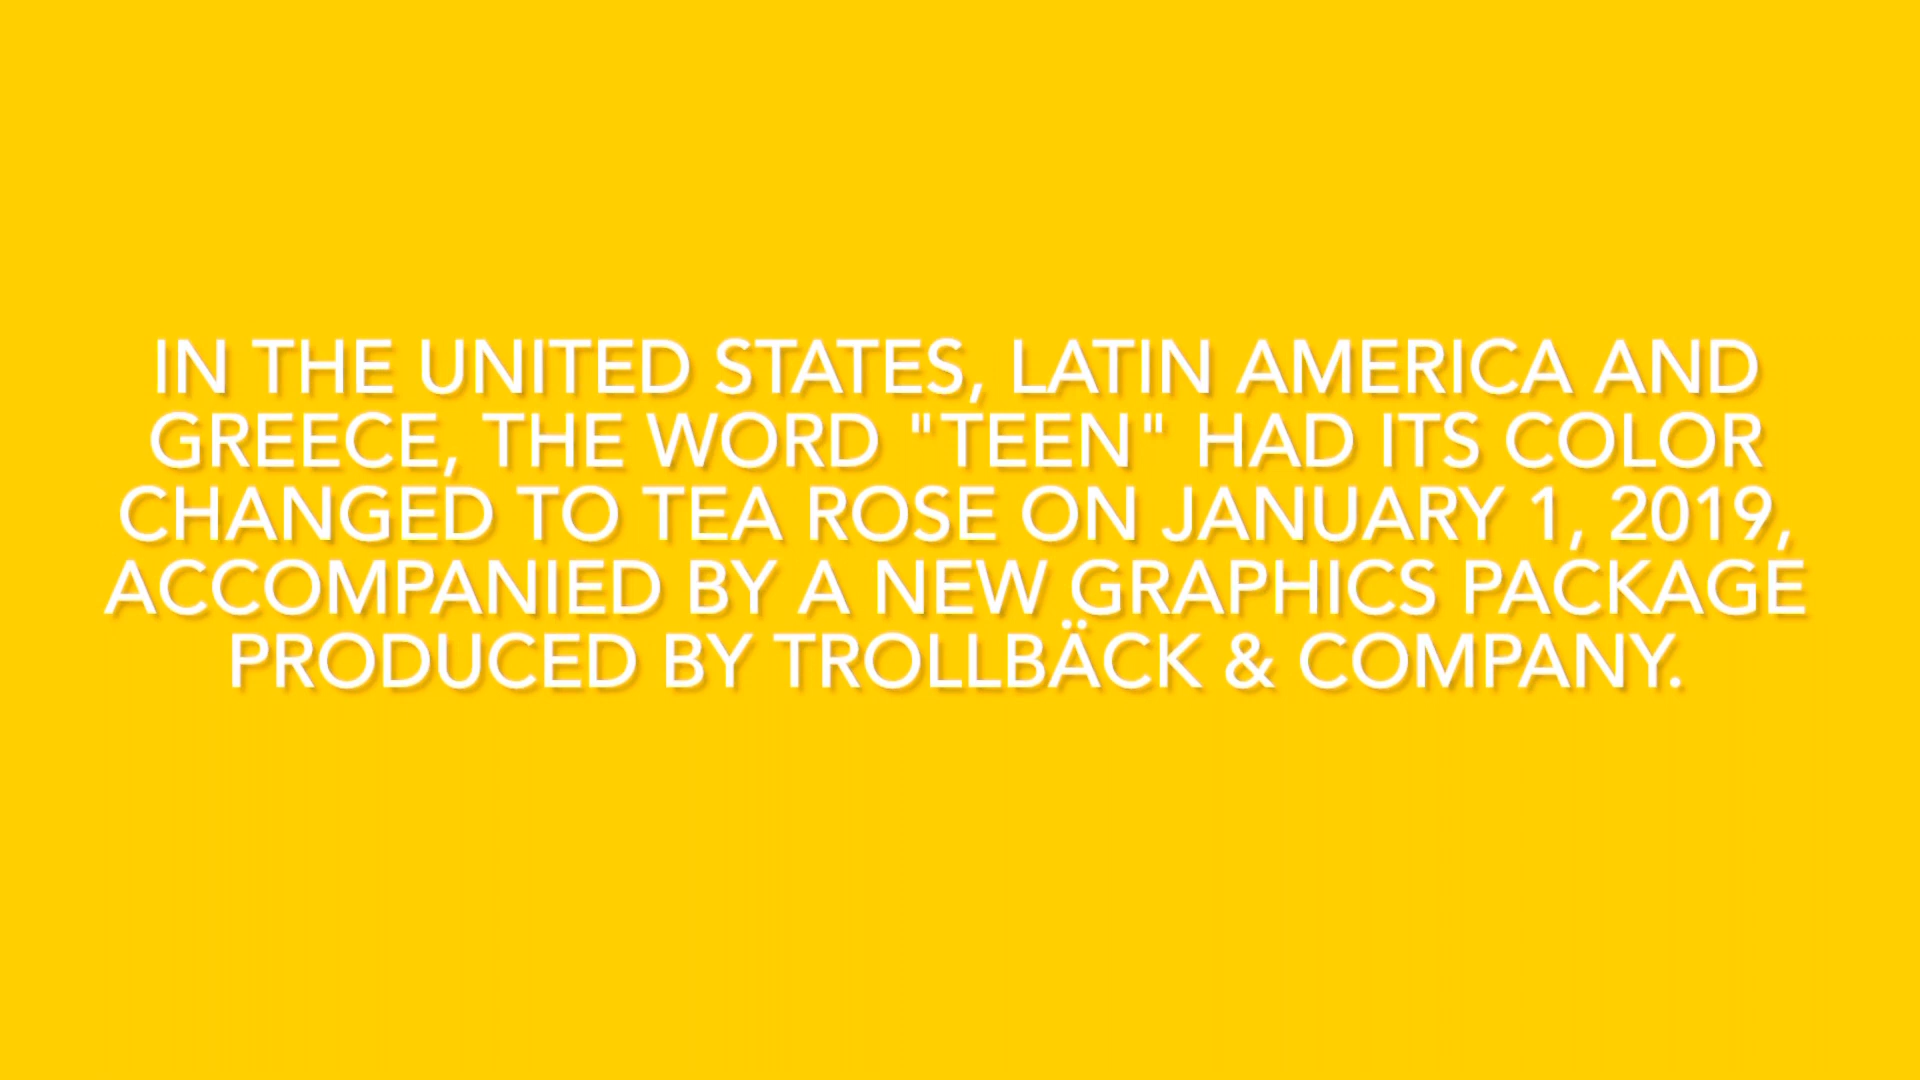 IN THE UNITED STATES, LATIN AMERICA AND
GREECE, THE WORD "TEEN" HAD ITS COLOR
CHANGED TO TEA ROSE ON JANUARY 1, 2019,
ACCOMPANIED BY A NEW GRAPHICS PACKAGE
PRODUCED BY TROLLBÄCK & COMPANY.